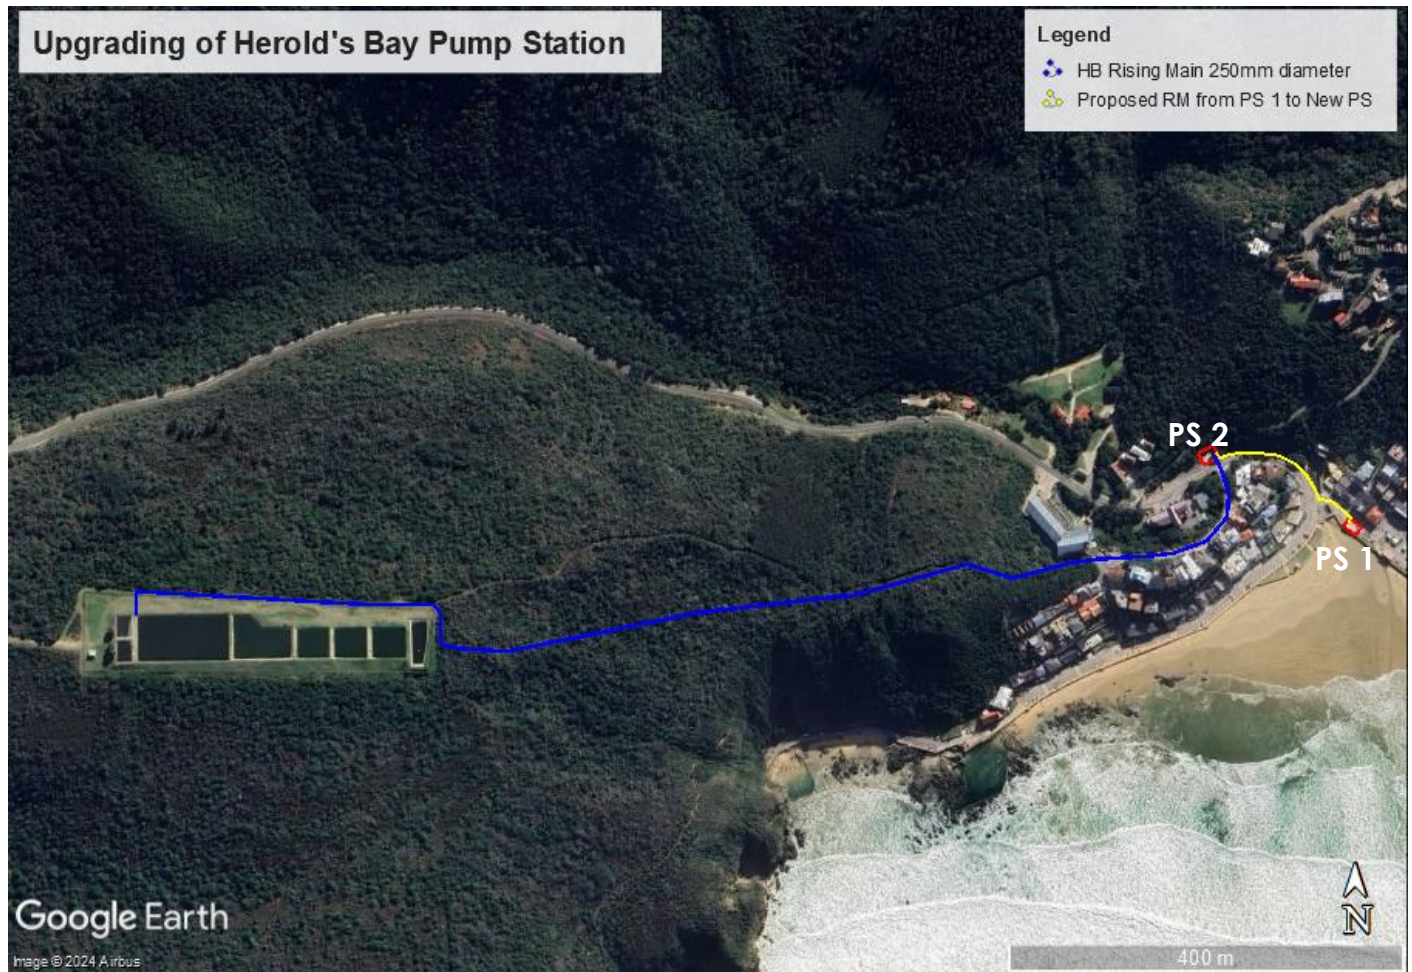 Upgrading of Herold's Bay Pump Station
Legend
HB Rising Main 250mm diameter
Proposed RM from PS 1 to New PS
PS 2
PS 1
Google Earth
Image © 2024 Airbus
N
400 m